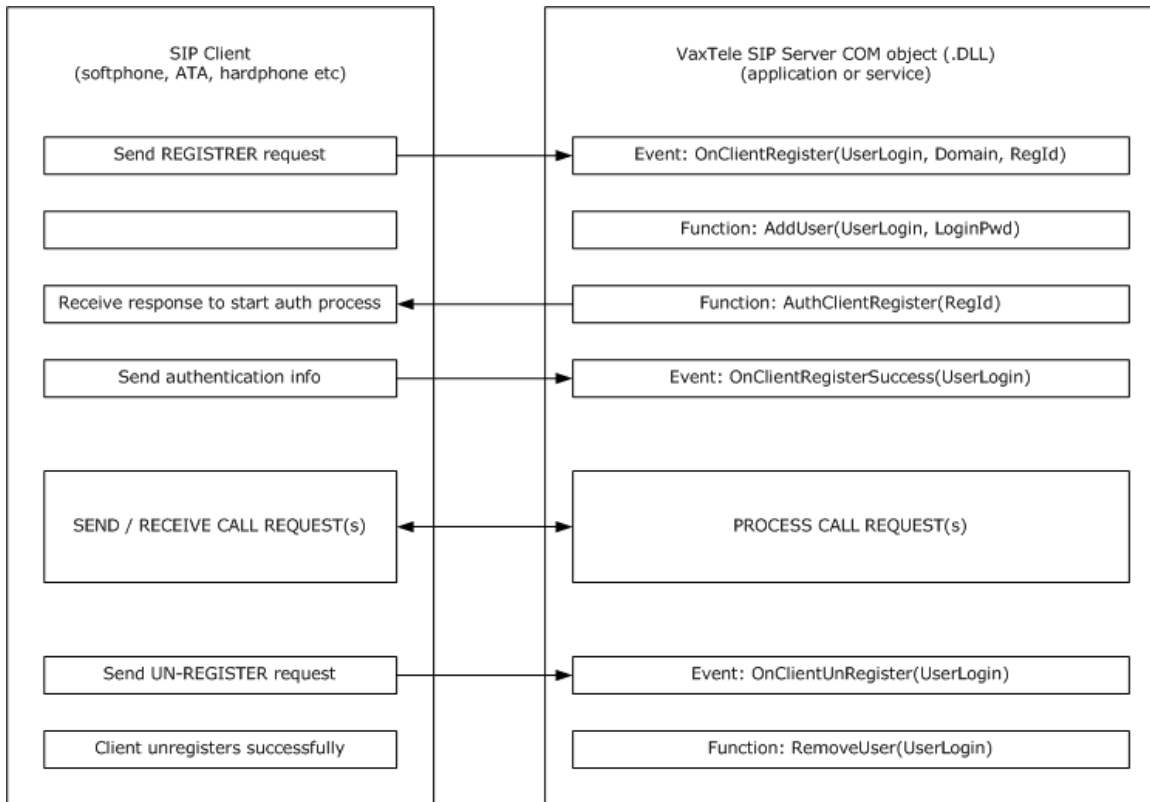 SIP Client
(softphone, ATA, hardphone etc)
VaxTele SIP Server COM object (.DLL)
(application or service)
Send REGISTRER request
Event: OnClientRegister(UserLogin, Domain, RegId)
Function: AddUser(UserLogin, LoginPwd)
Receive response to start auth process
Function: AuthClientRegister(RegId)
Send authentication info
Event: OnClientRegisterSuccess(UserLogin)
SEND / RECEIVE CALL REQUEST(s)
PROCESS CALL REQUEST(s)
Send UN-REGISTER request
Event: OnClientUnRegister(UserLogin)
Client unregisters successfully
Function: RemoveUser(UserLogin)